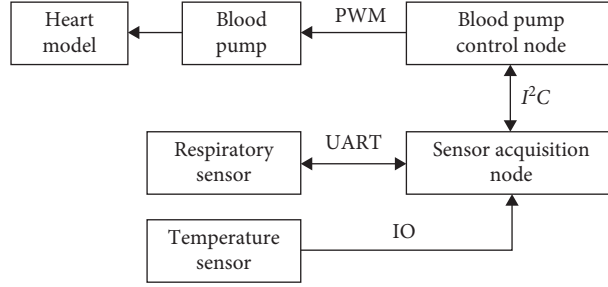 Heart
model
Blood
pump
PWM
Blood pump
control node
I²C
Respiratory
sensor
UART
Sensor acquisition
node
Temperature
sensor
IO